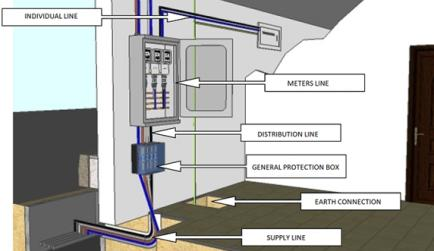 INDIVIDUAL LINE
METERS LINE
DISTRIBUTION LINE
GENERAL PROTECTION BOX
EARTH CONNECTION
SUPPLY LINE